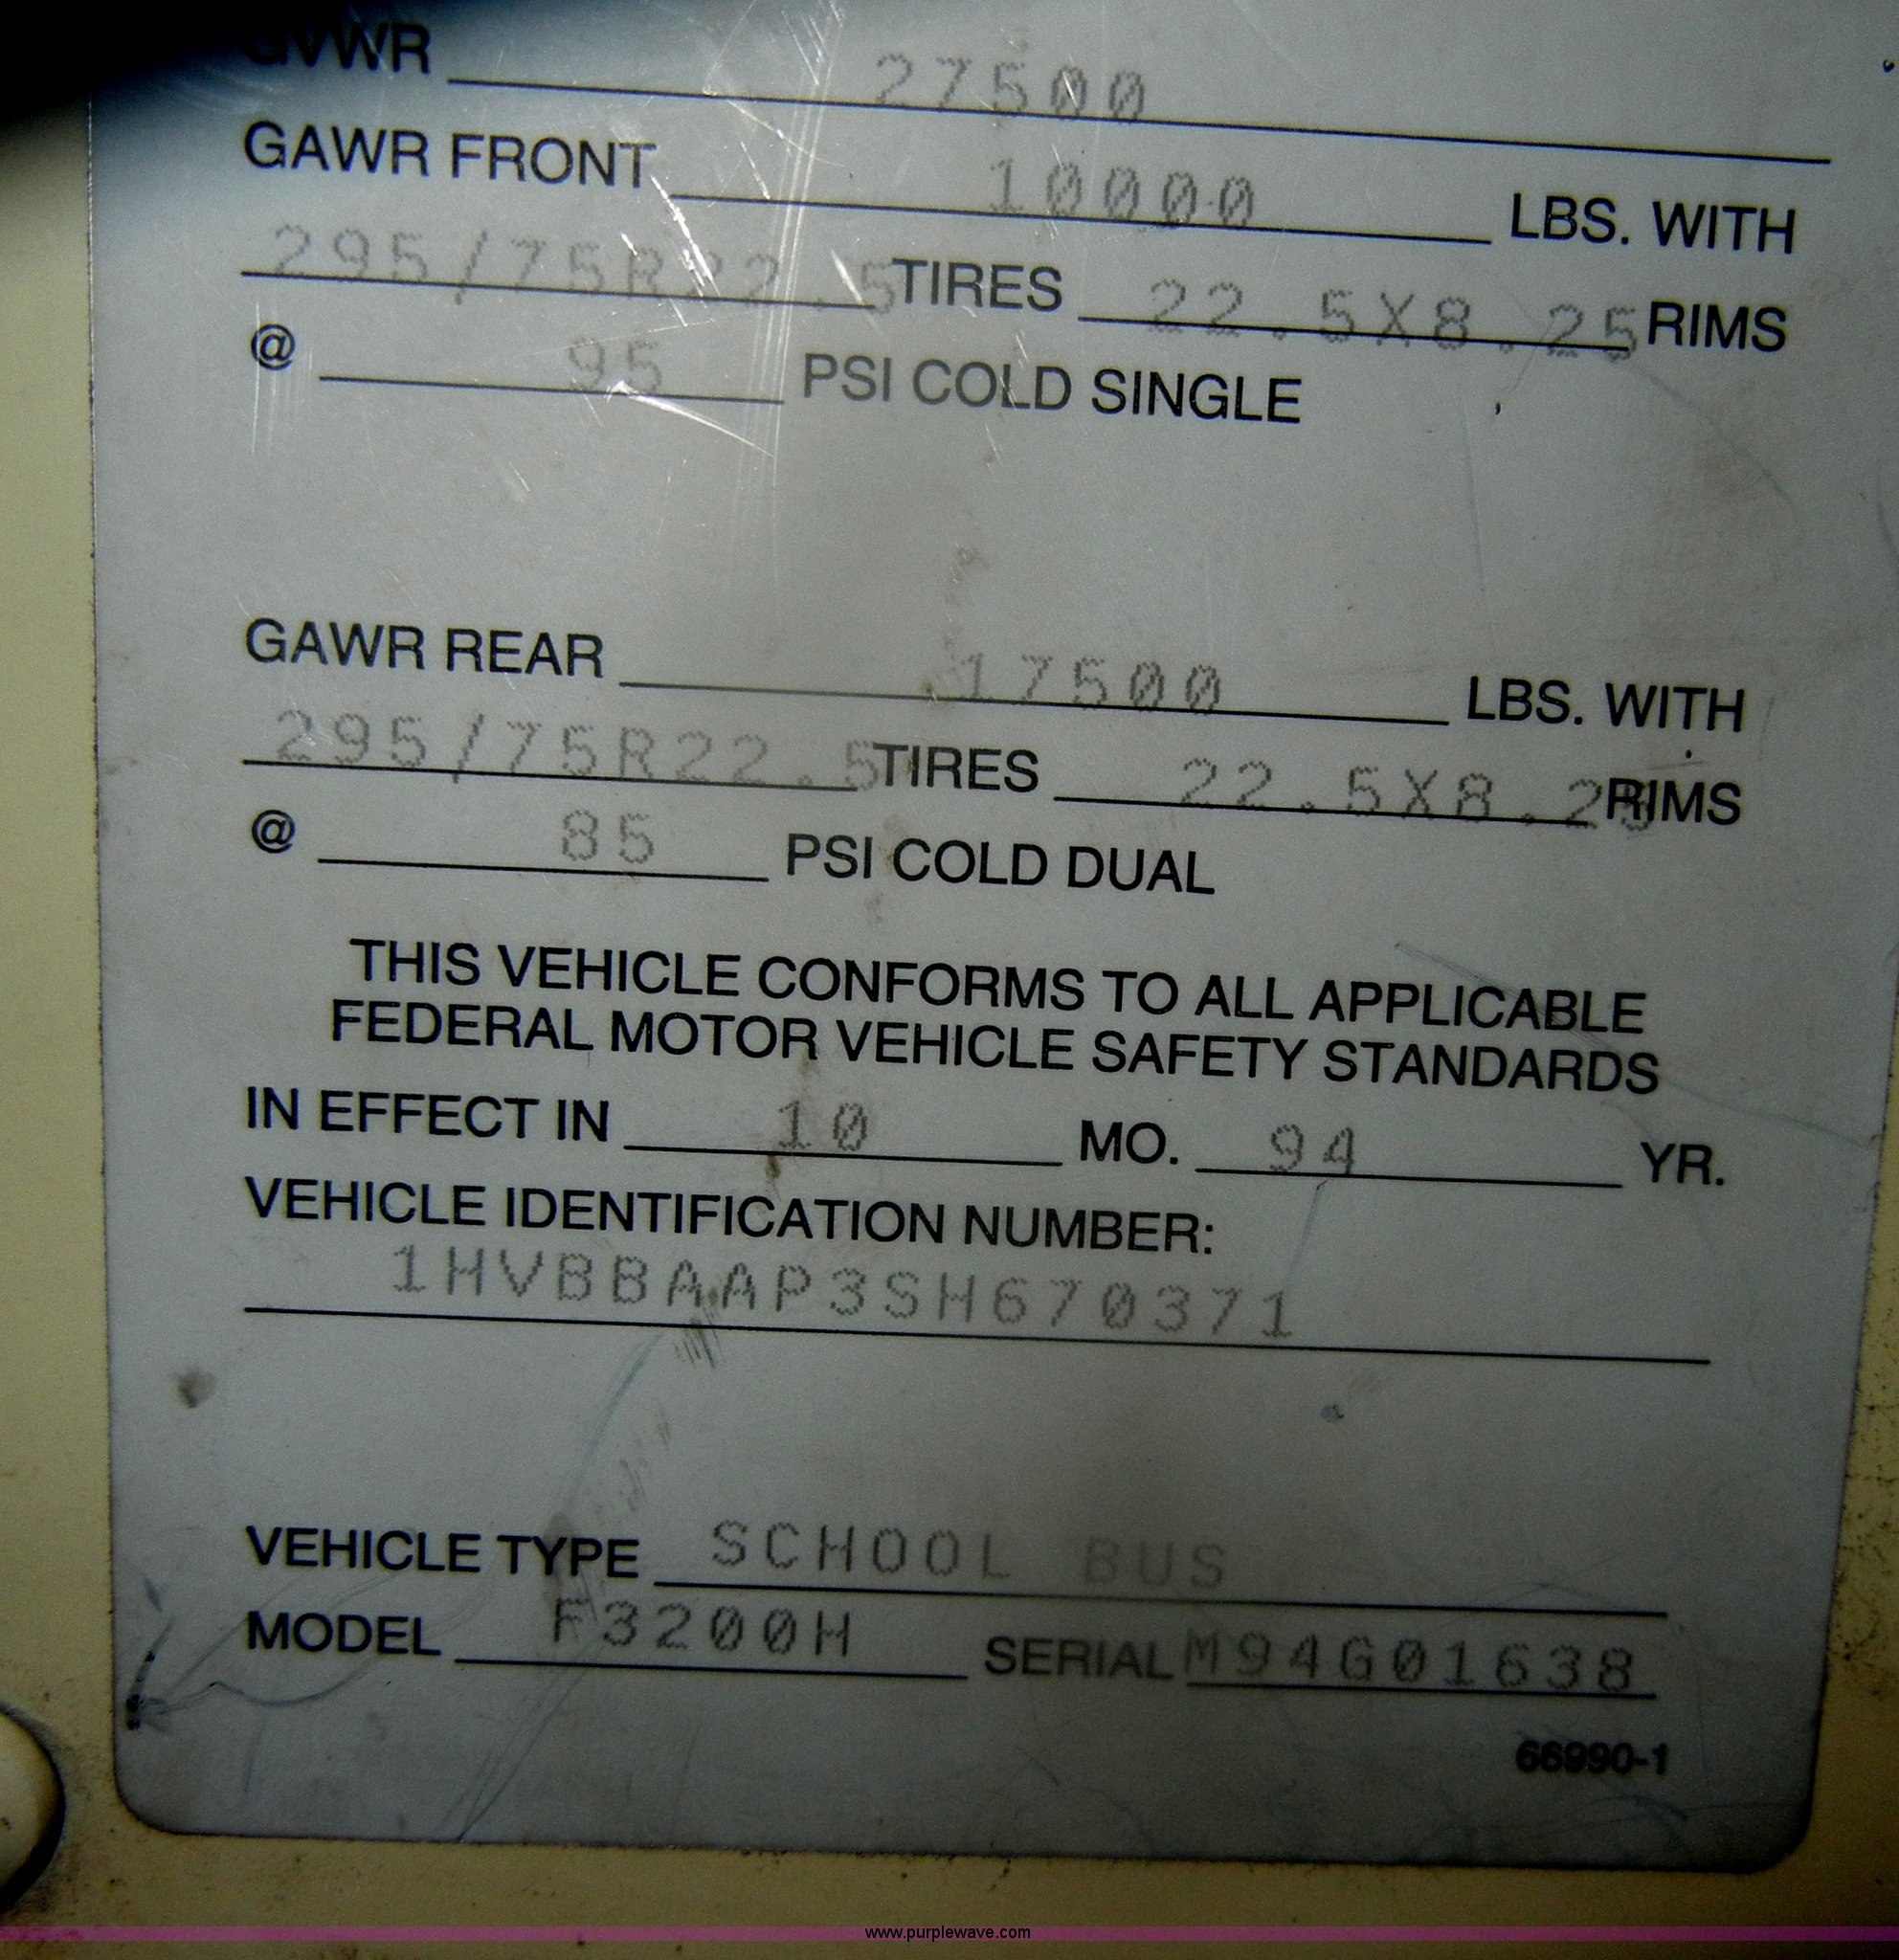 GVWR 27500
GAWR FRONT 10000 LBS. WITH
295/75R22.5 TIRES 22.5X8.25 RIMS
@ 95 PSI COLD SINGLE
GAWR REAR 17500 LBS. WITH
295/75R22.5 TIRES 22.5X8.25 RIMS
@ 85 PSI COLD DUAL
THIS VEHICLE CONFORMS TO ALL APPLICABLE
FEDERAL MOTOR VEHICLE SAFETY STANDARDS
IN EFFECT IN 10 MO. 94 YR.
VEHICLE IDENTIFICATION NUMBER:
1HVBBAAP3SH670371
VEHICLE TYPE SCHOOL BUS
MODEL F3200H SERIAL M94G01638
66990-1
www.purplewave.com